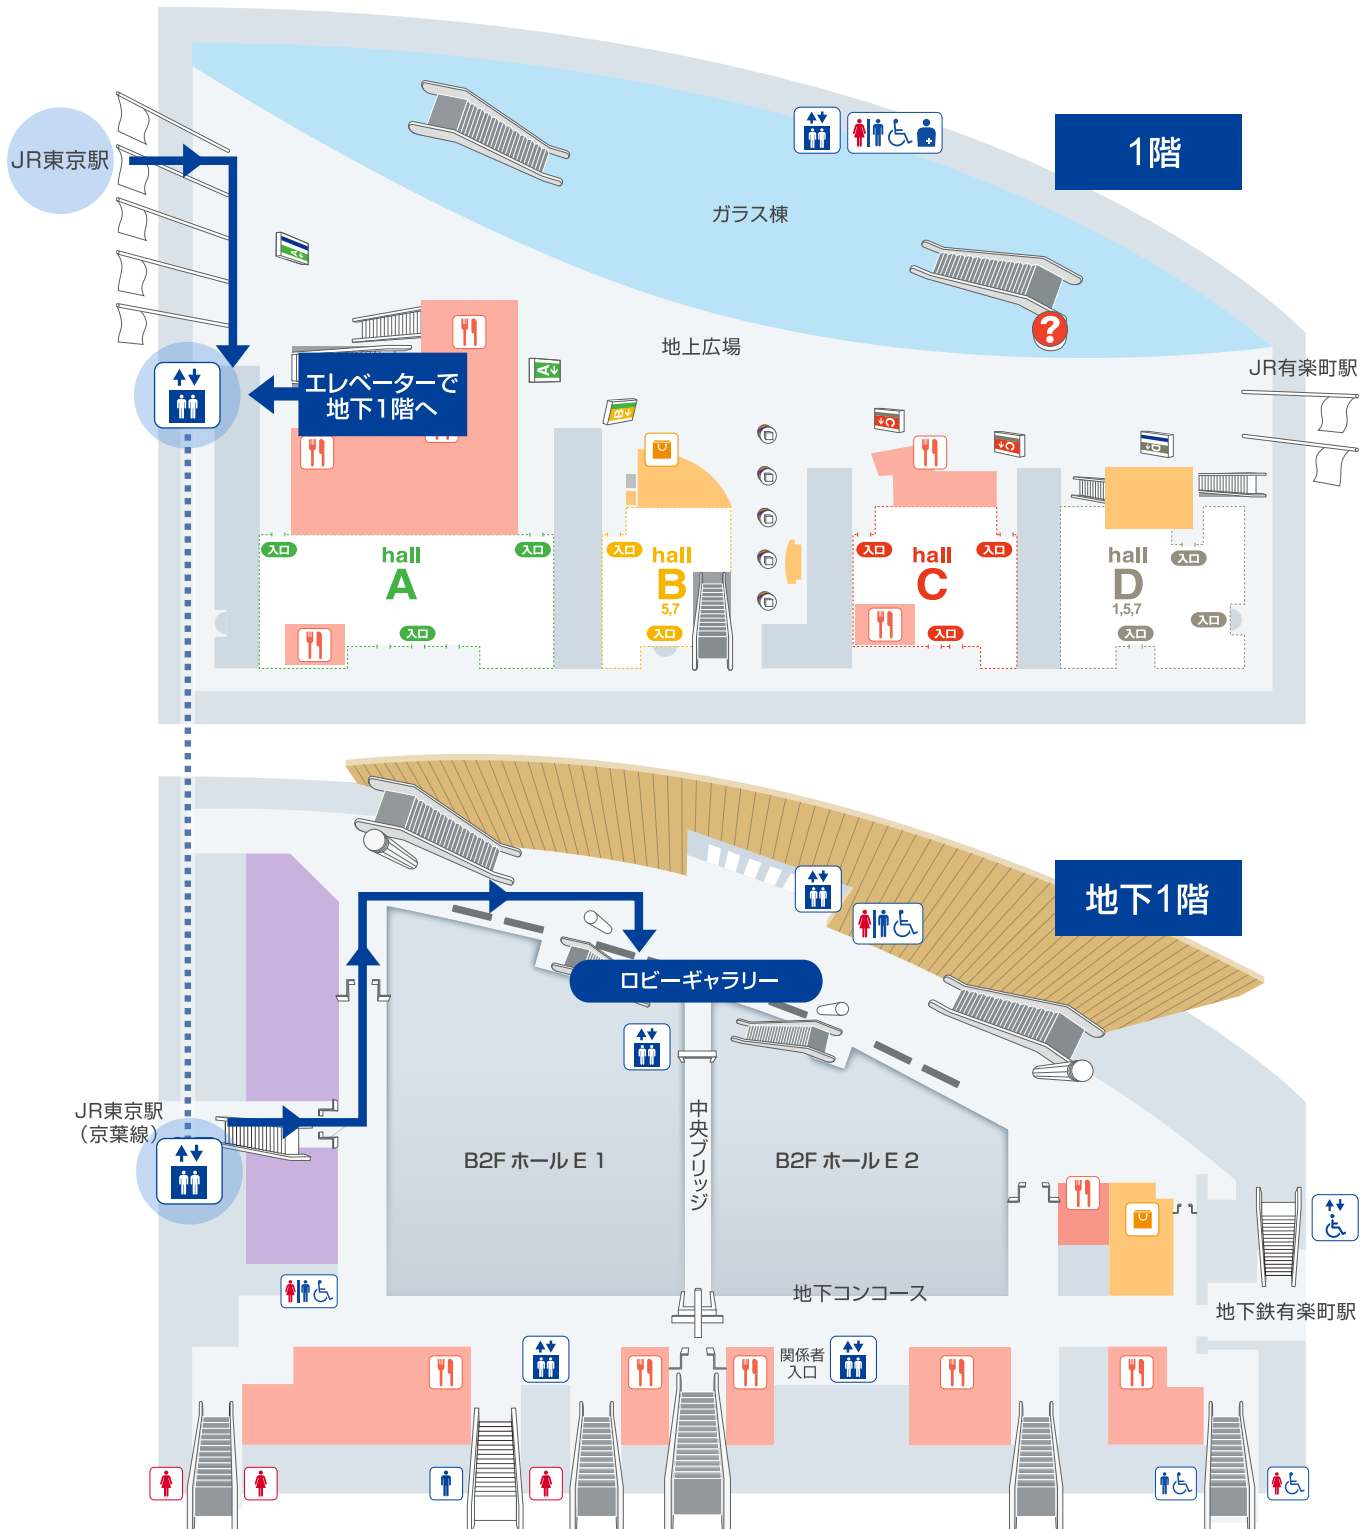 JR東京駅
1階
ガラス棟
A
地上広場
?
JR有楽町駅
エレベーターで
地下1階へ
A
B
C
C
D
入口
入口
hall
A
入口
入口
hall
B
5,7
入口
入口
入口
hall
C
入口
hall
D
1,5,7
入口
入口
入口
地下1階
ロビーギャラリー
JR東京駅
（京葉線）
中央ブリッジ
B2F ホール E 1
B2F ホール E 2
地下コンコース
地下鉄有楽町駅
関係者
入口